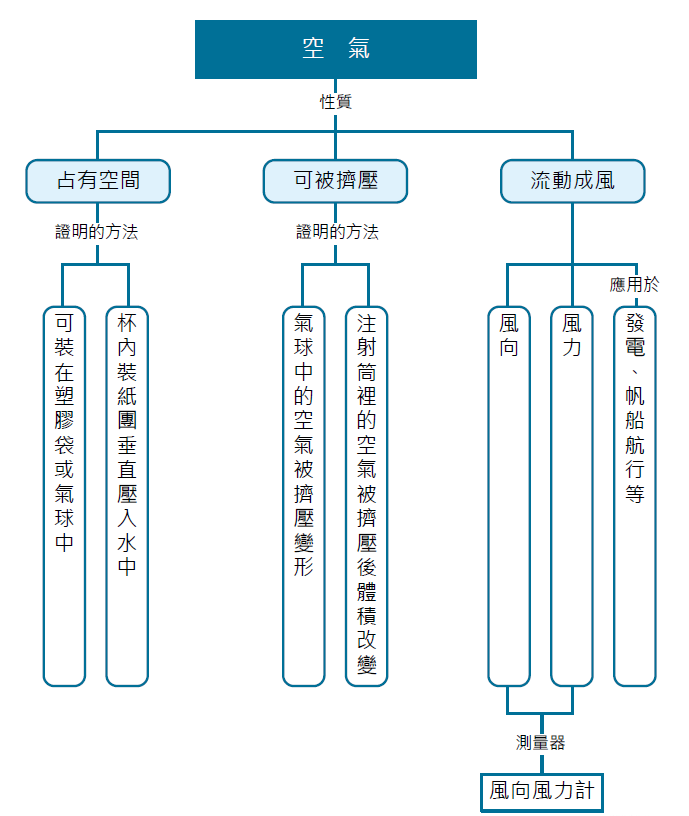 空 氣
性質
占有空間
可被擠壓
流動成風
證明的方法
證明的方法
應用於
可裝在塑膠袋或氣球中
杯內裝紙團垂直壓入水中
氣球中的空氣被擠壓變形
注射筒裡的空氣被擠壓後體積改變
風向
風力
發電、帆船航行等
測量器
風向風力計